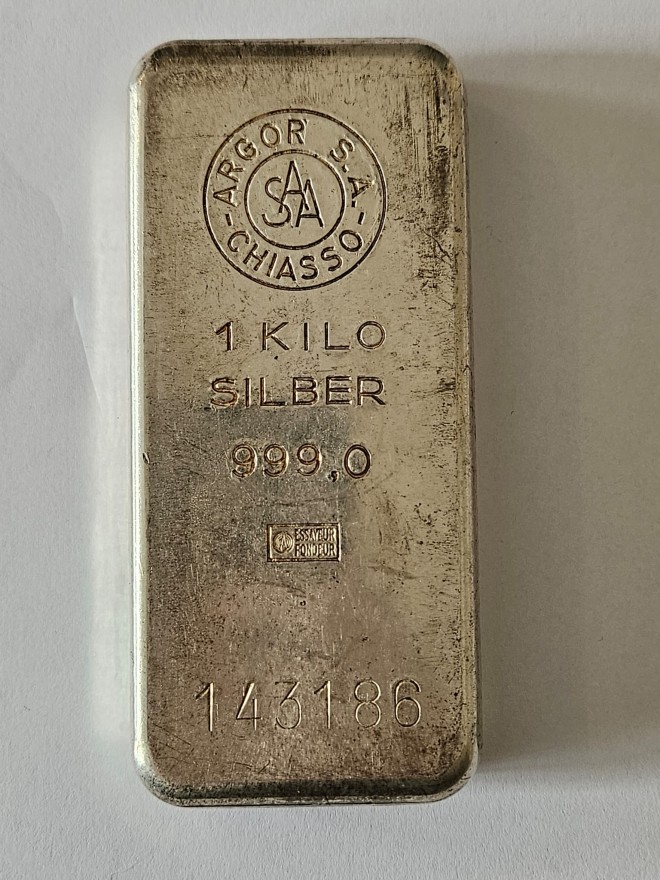 ARGOR S.A.
SAA
CHIASSO
1 KILO
SILBER
999,0
ESSAYEUR
FONDEUR
143186